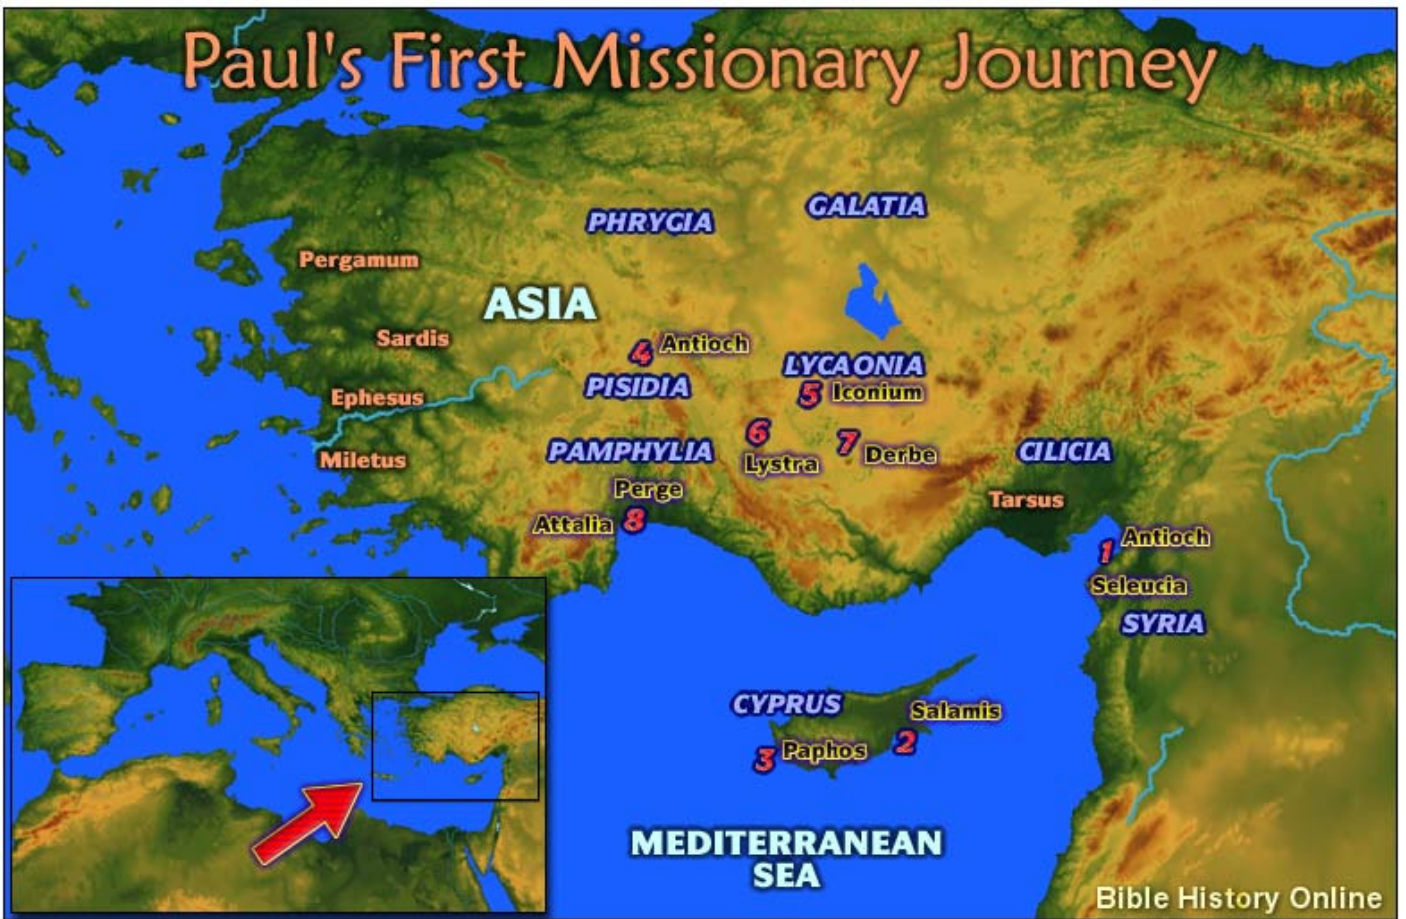 Paul's First Missionary Journey
PHRYGIA
GALATIA
Pergamum
ASIA
Sardis
4 Antioch
LYCAONIA
PISIDIA
5 Iconium
Ephesus
6
Lystra
7 Derbe
PAMPHYLIA
CILICIA
Miletus
Perge
Tarsus
Attalia 8
1 Antioch
Seleucia
SYRIA
CYPRUS
Salamis
2
3 Paphos
MEDITERRANEAN
SEA
Bible History Online